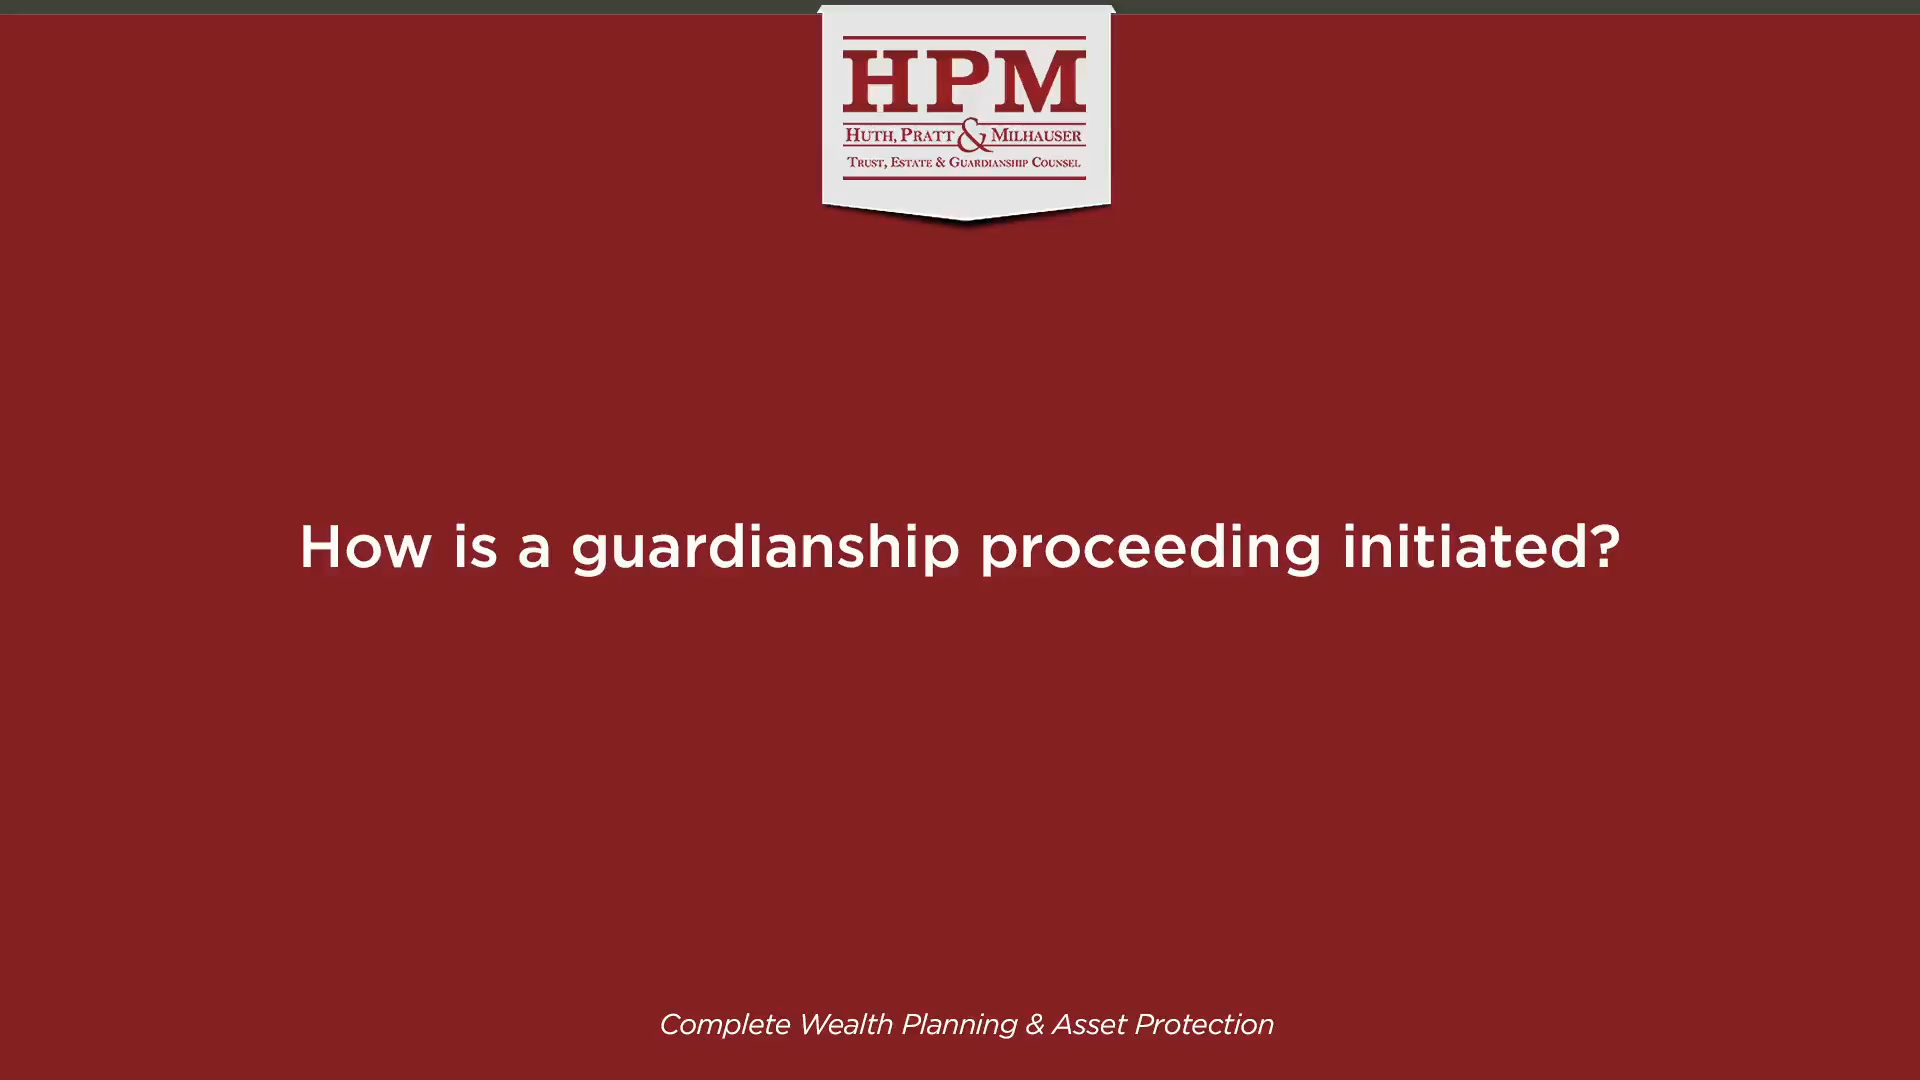 HPM
HUTH, PRATT & MILHAUSER
TRUST, ESTATE & GUARDIANSHIP COUNSEL
How is a guardianship proceeding initiated?
Complete Wealth Planning & Asset Protection